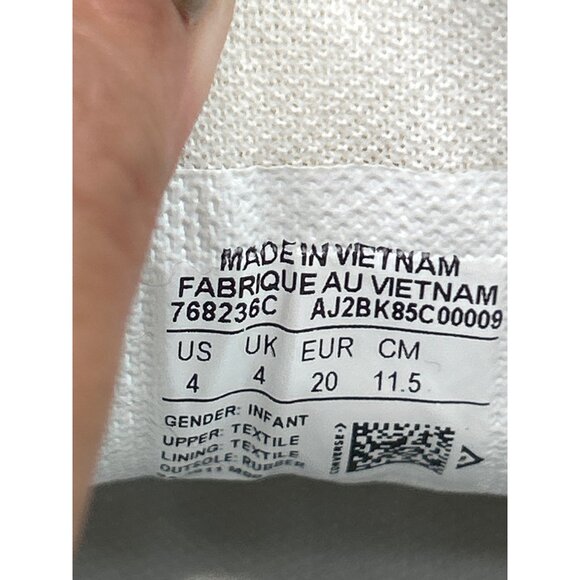 MADE IN VIETNAM
FABRIQUE AU VIETNAM
768236C AJ2BK85C00009
US UK EUR CM
4 4 20 11.5
GENDER: INFANT
UPPER: TEXTILE
LINING: TEXTILE
OUTSOLE: RUBBER
CONVERSE